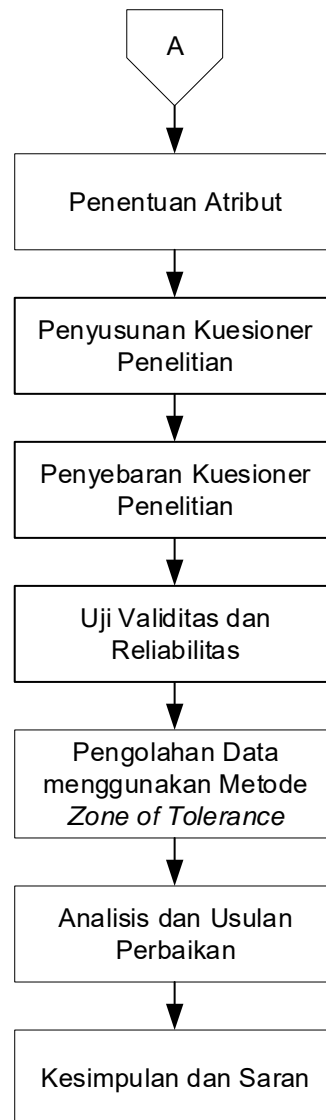 A
Penentuan Atribut
Penyusunan Kuesioner
Penelitian
Penyebaran Kuesioner
Penelitian
Uji Validitas dan
Reliabilitas
Pengolahan Data
menggunakan Metode
Zone of Tolerance
Analisis dan Usulan
Perbaikan
Kesimpulan dan Saran